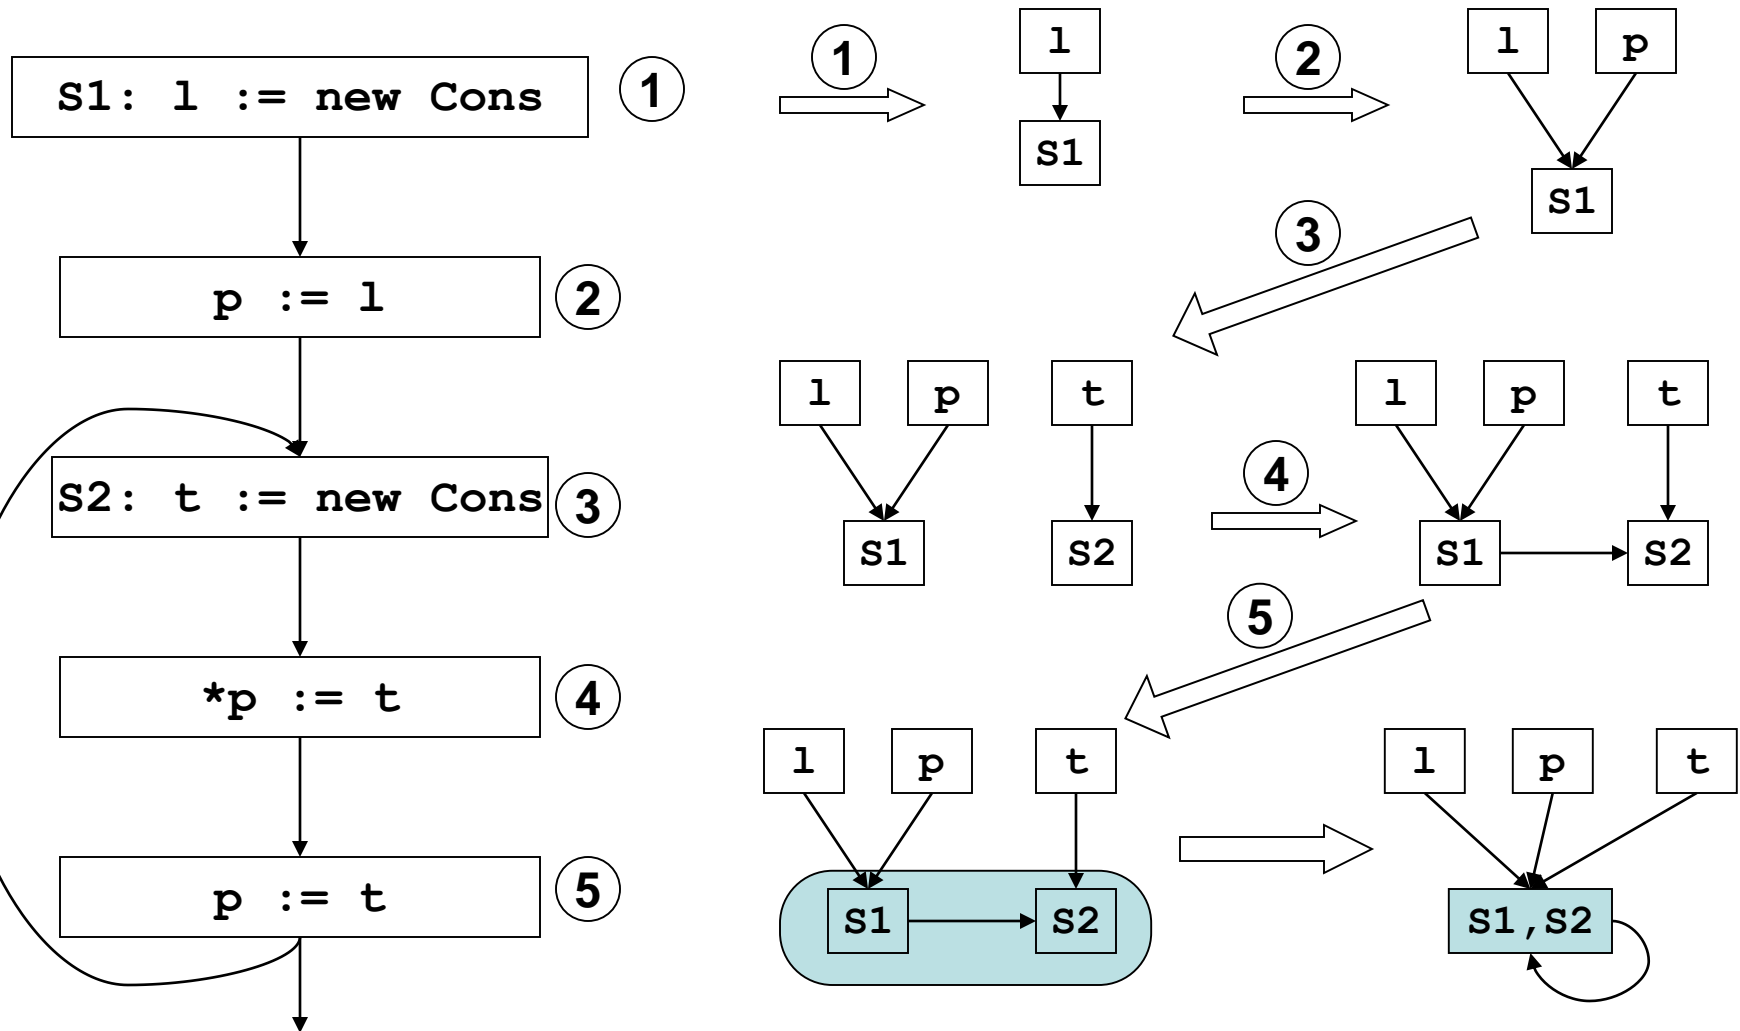 S1: l := new Cons
1
p := l
2
S2: t := new Cons
3
*p := t
4
p := t
5
1
l
S1
2
l p
S1
3
l p t
S1 S2
4
l p t
S1 S2
5
l p t
S1 S2
l p t
S1,S2